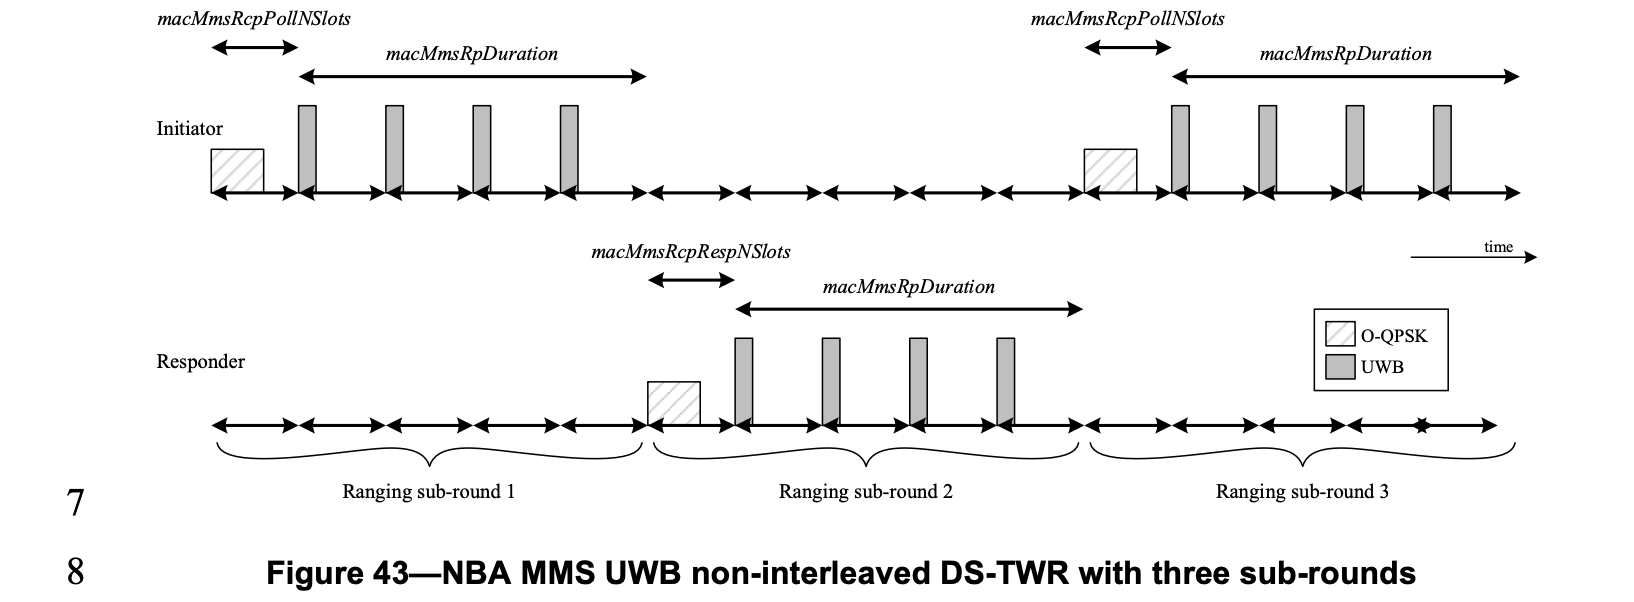 macMmsRcpPollNSlots macMmsRcpPollNSlots
macMmsRpDuration macMmsRpDuration
Initiator
macMmsRcpRespNSlots
time
macMmsRpDuration
O-QPSK
Responder
UWB
Ranging sub-round 1 Ranging sub-round 2 Ranging sub-round 3
7
8 Figure 43—NBA MMS UWB non-interleaved DS-TWR with three sub-rounds